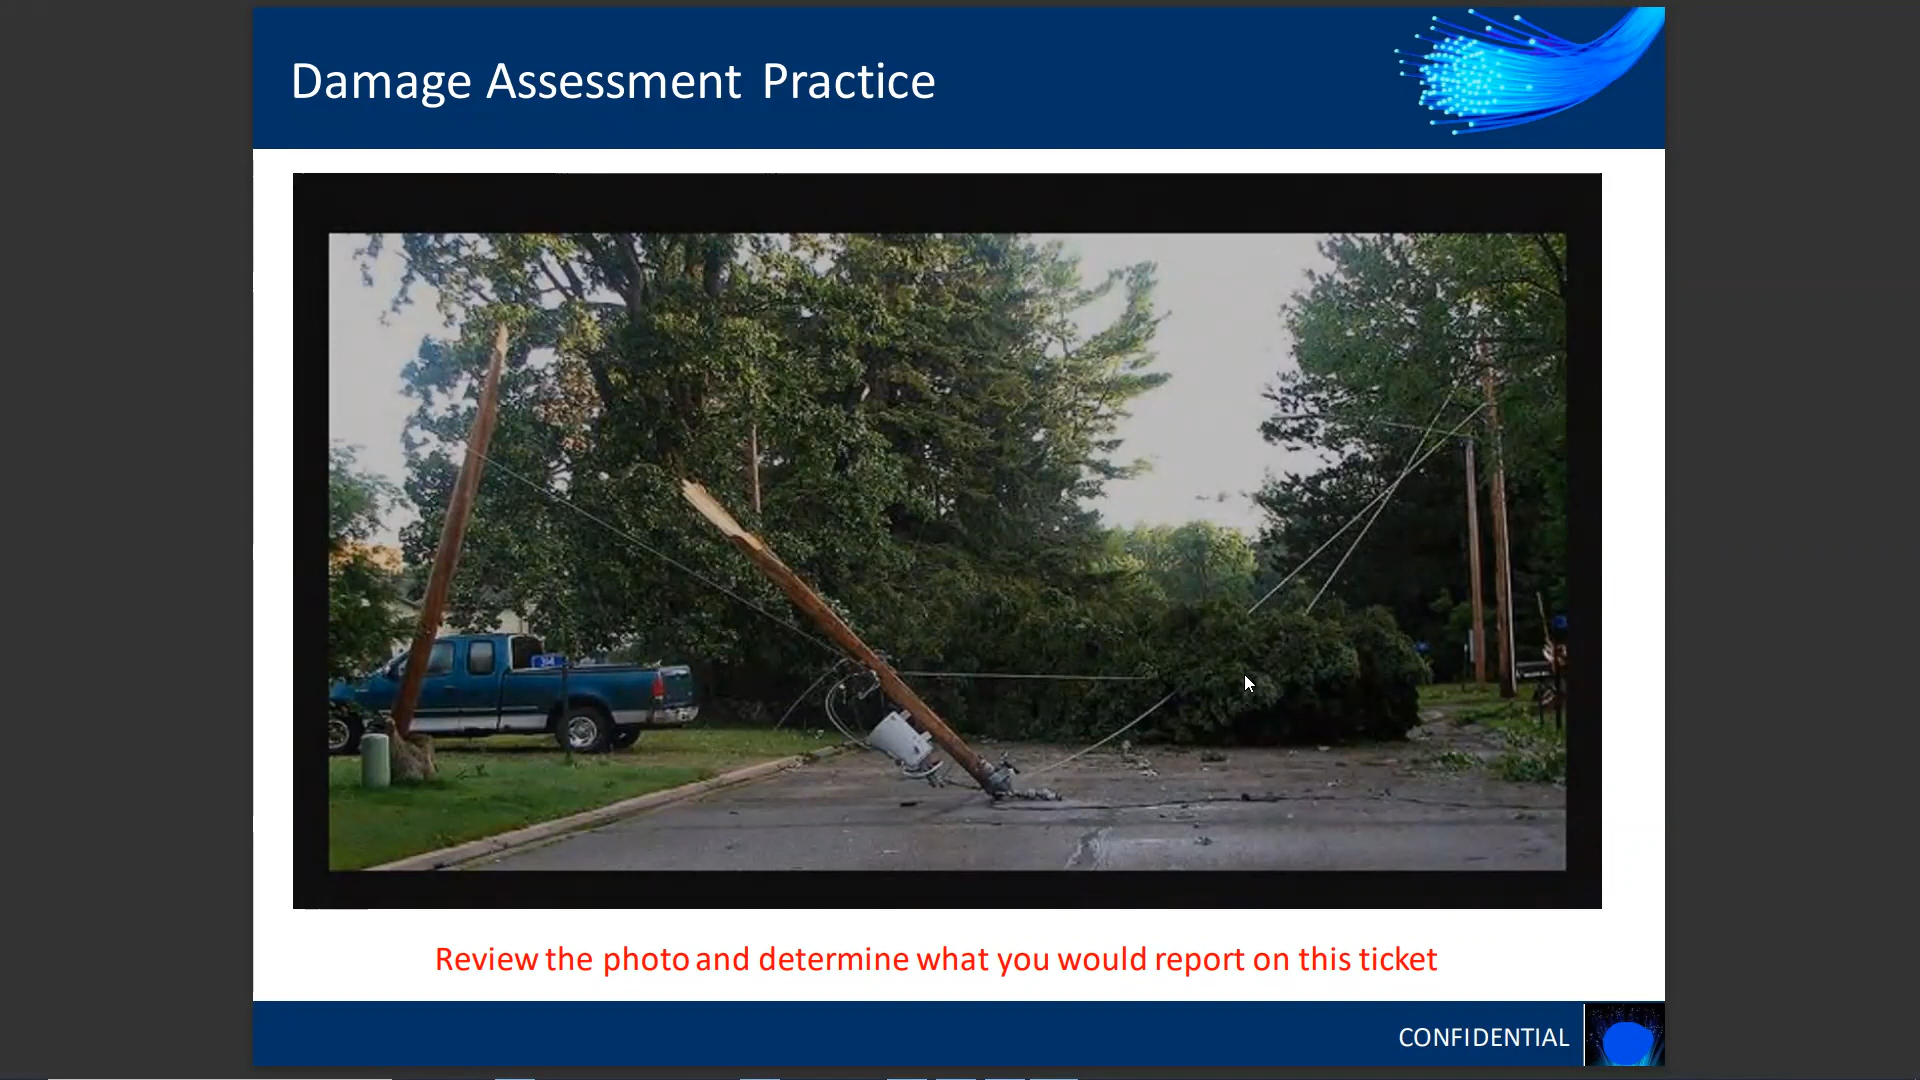 Damage Assessment Practice
Review the photo and determine what you would report on this ticket
CONFIDENTIAL